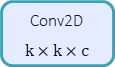 Conv2D
k × k × c